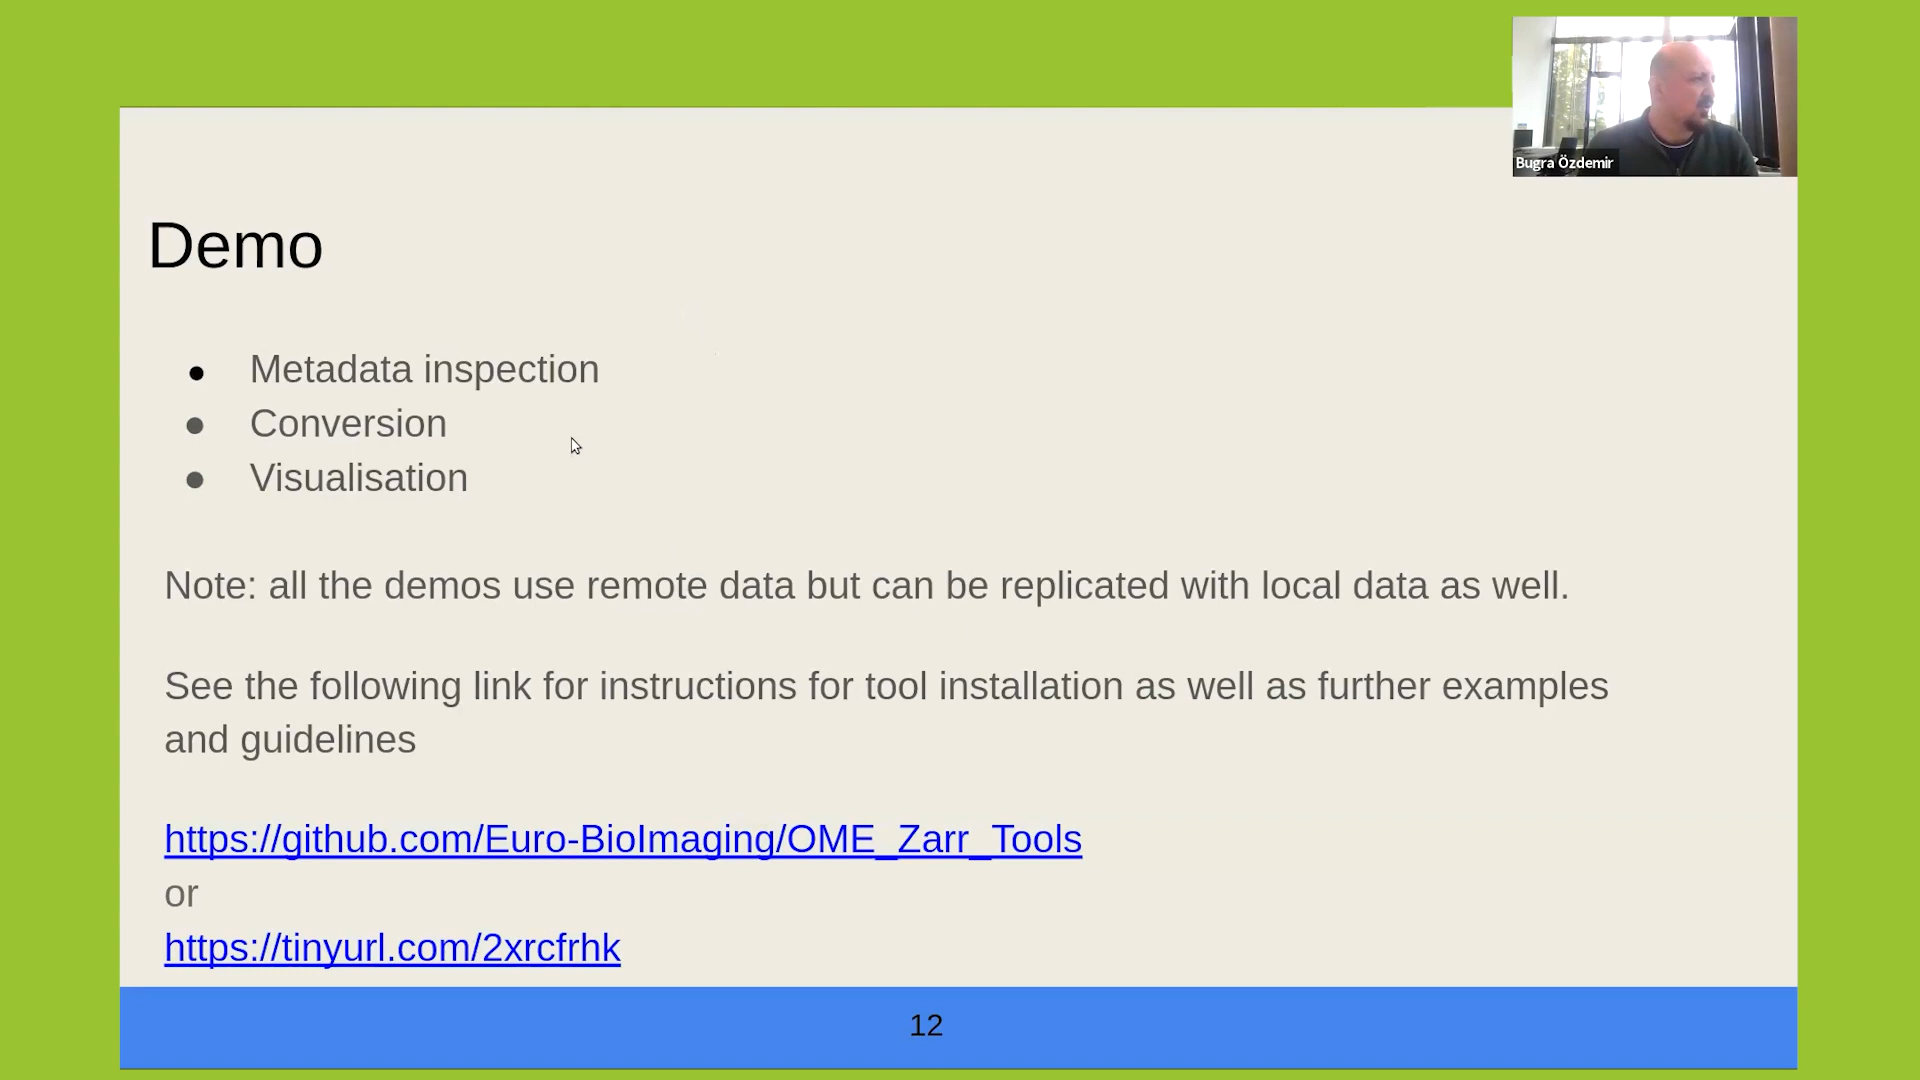 Bugra Özdemir
Demo
● Metadata inspection
● Conversion
● Visualisation
Note: all the demos use remote data but can be replicated with local data as well.
See the following link for instructions for tool installation as well as further examples
and guidelines
https://github.com/Euro-BioImaging/OME_Zarr_Tools
or
https://tinyurl.com/2xrcfrhk
12